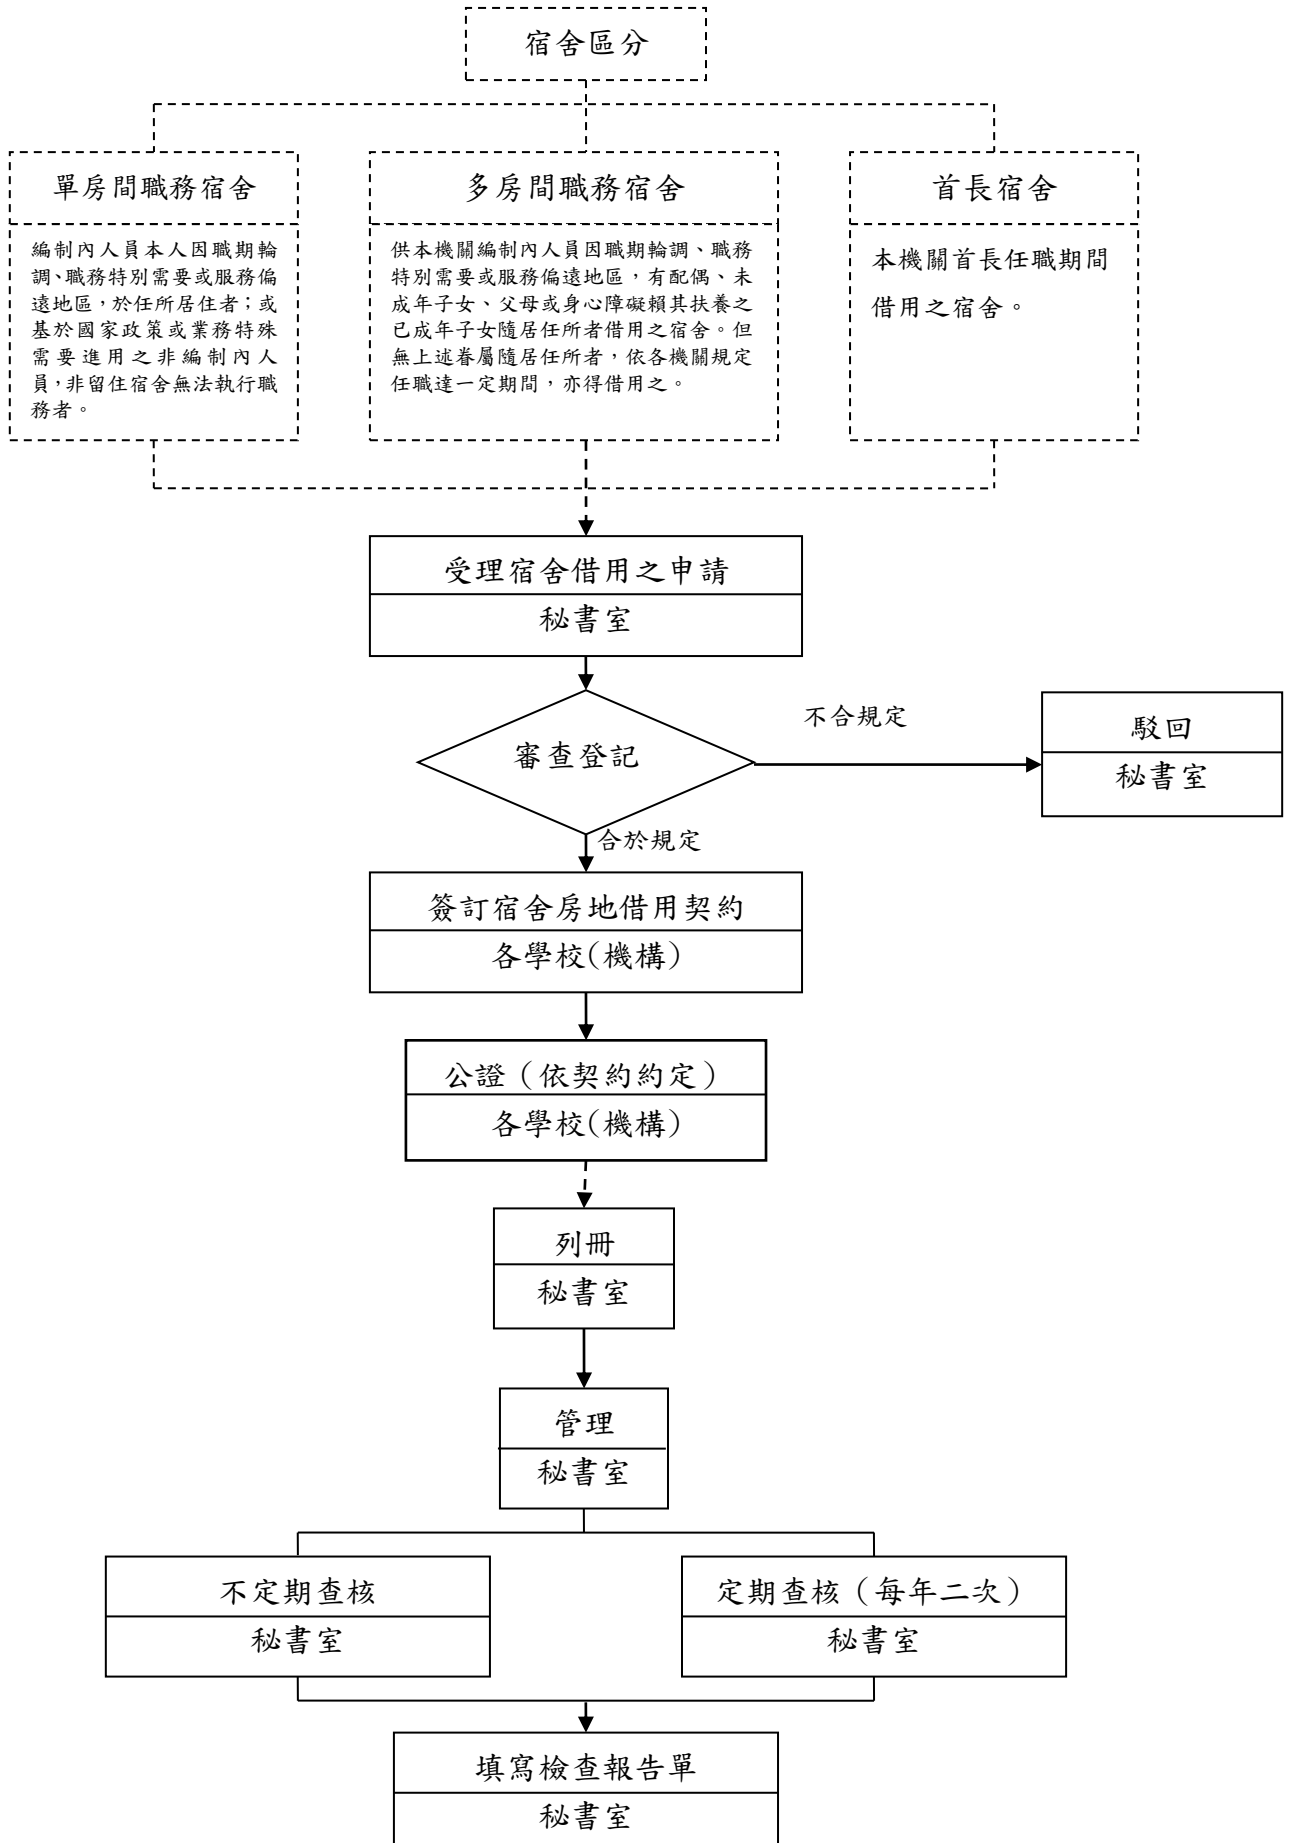 宿舍區分
單房間職務宿舍
編制內人員本人因職期輪
調、職務特別需要或服務偏
遠地區，於任所居住者；或
基於國家政策或業務特殊
需要進用之非編制內人
員，非留住宿舍無法執行職
務者。
多房間職務宿舍
供本機關編制內人員因職期輪調、職務
特別需要或服務偏遠地區，有配偶、未
成年子女、父母或身心障礙賴其扶養之
已成年子女隨居任所者借用之宿舍。但
無上述眷屬隨居任所者，依各機關規定
任職達一定期間，亦得借用之。
首長宿舍
本機關首長任職期間
借用之宿舍。
受理宿舍借用之申請
秘書室
審查登記
不合規定
駁回
秘書室
合於規定
簽訂宿舍房地借用契約
各學校(機構)
公證（依契約約定）
各學校(機構)
列冊
秘書室
管理
秘書室
不定期查核
秘書室
定期查核（每年二次）
秘書室
填寫檢查報告單
秘書室